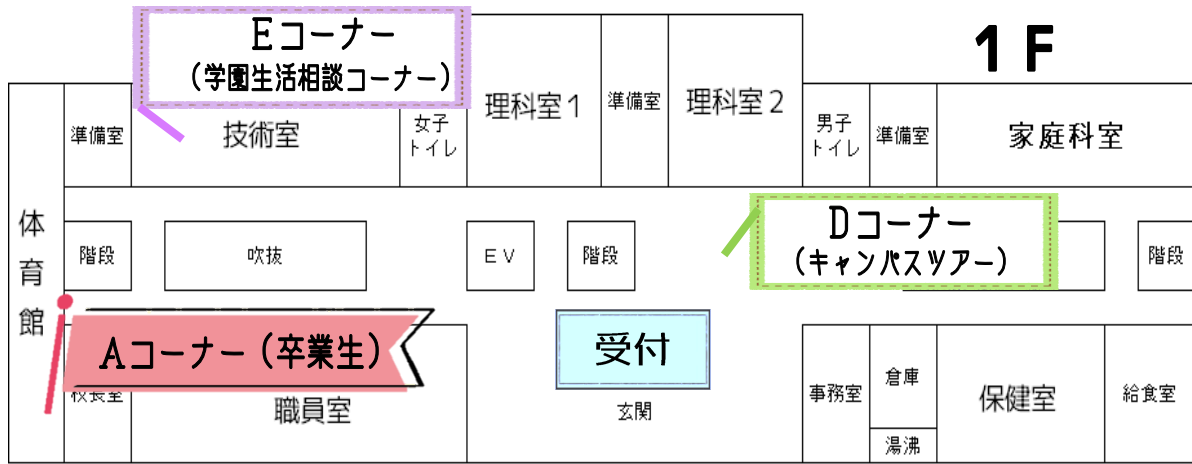 1F
Eコーナー
(学園生活相談コーナー)
準備室
技術室
女子
トイレ
理科室1
準備室
理科室2
男子
トイレ
準備室
家庭科室
体育館
階段
吹抜
EV
階段
Dコーナー
(キャンパスツアー)
階段
Aコーナー(卒業生)
校長室
職員室
受付
玄関
事務室
倉庫
湯沸
保健室
給食室